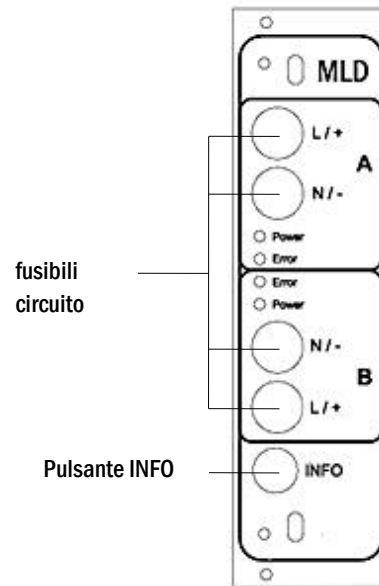 MLD
L / +
A
N / -
Power
Error
fusibili
circuito
Error
Power
N / -
B
L / +
Pulsante INFO
INFO